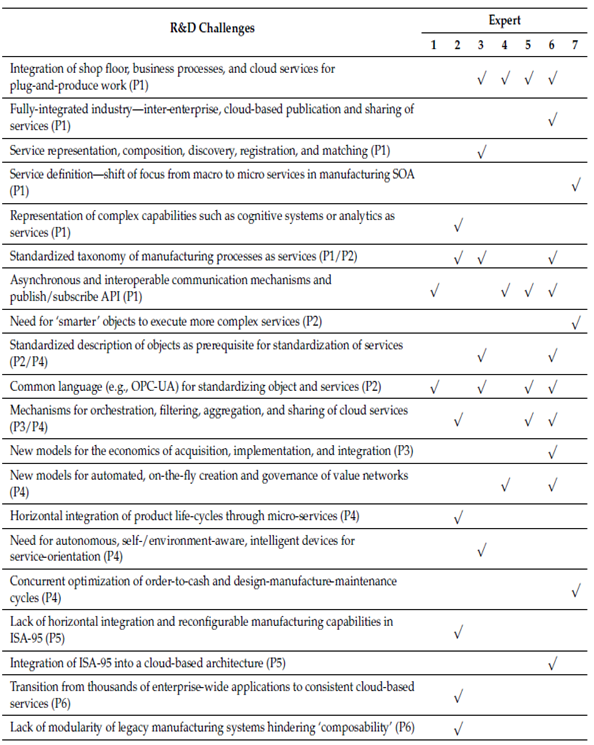 R&D Challenges
Expert
1 2 3 4 5 6 7
Integration of shop floor, business processes, and cloud services for
plug-and-produce work (P1) √ √ √ √
Fully-integrated industry—inter-enterprise, cloud-based publication and sharing of
services (P1) √
Service representation, composition, discovery, registration, and matching (P1) √
Service definition—shift of focus from macro to micro services in manufacturing SOA
(P1) √
Representation of complex capabilities such as cognitive systems or analytics as
services (P1) √
Standardized taxonomy of manufacturing processes as services (P1/P2) √ √ √
Asynchronous and interoperable communication mechanisms and
publish/subscribe API (P1) √ √ √ √
Need for ‘smarter’ objects to execute more complex services (P2) √
Standardized description of objects as prerequisite for standardization of services
(P2/P4) √ √
Common language (e.g., OPC-UA) for standardizing object and services (P2) √ √ √ √
Mechanisms for orchestration, filtering, aggregation, and sharing of cloud services
(P3/P4) √ √ √
New models for the economics of acquisition, implementation, and integration (P3) √
New models for automated, on-the-fly creation and governance of value networks
(P4) √ √
Horizontal integration of product life-cycles through micro-services (P4) √
Need for autonomous, self-/environment-aware, intelligent devices for
service-orientation (P4) √
Concurrent optimization of order-to-cash and design-manufacture-maintenance
cycles (P4) √
Lack of horizontal integration and reconfigurable manufacturing capabilities in
ISA-95 (P5) √
Integration of ISA-95 into a cloud-based architecture (P5) √
Transition from thousands of enterprise-wide applications to consistent cloud-based
services (P6) √
Lack of modularity of legacy manufacturing systems hindering ‘composability’ (P6) √